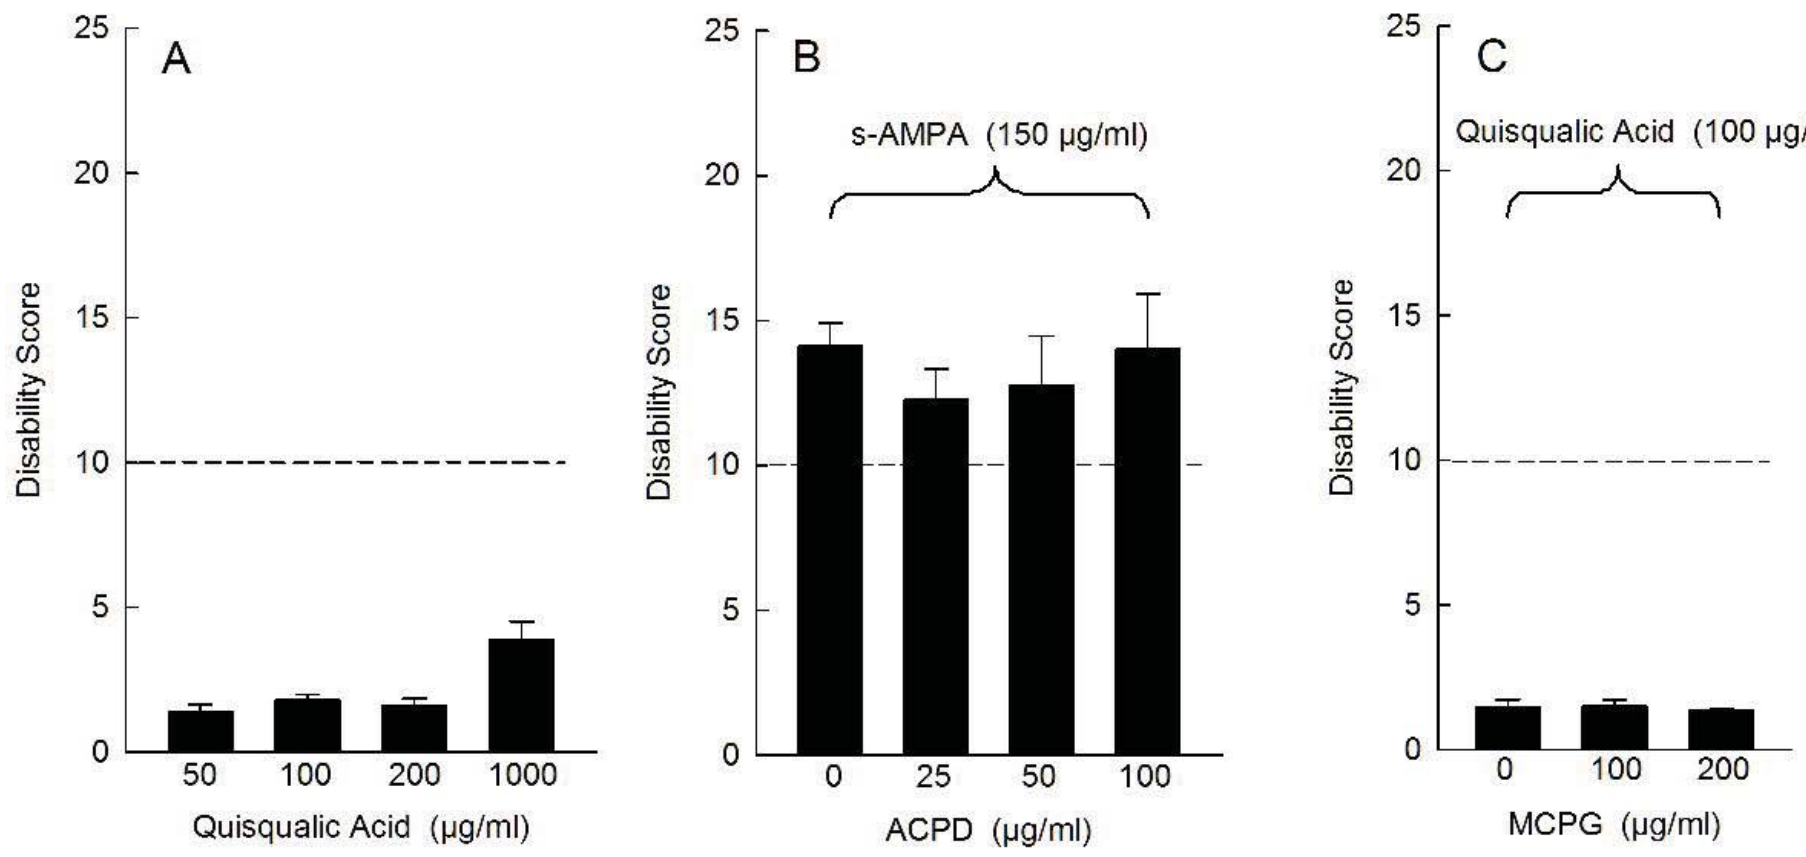 A
25
20
15
10
5
0
Disability Score
50 100 200 1000
Quisqualic Acid (µg/ml)
B
s-AMPA (150 µg/ml)
25
20
15
10
5
0
Disability Score
0 25 50 100
ACPD (µg/ml)
C
Quisqualic Acid (100 µg/
25
20
15
10
5
0
Disability Score
0 100 200
MCPG (µg/ml)